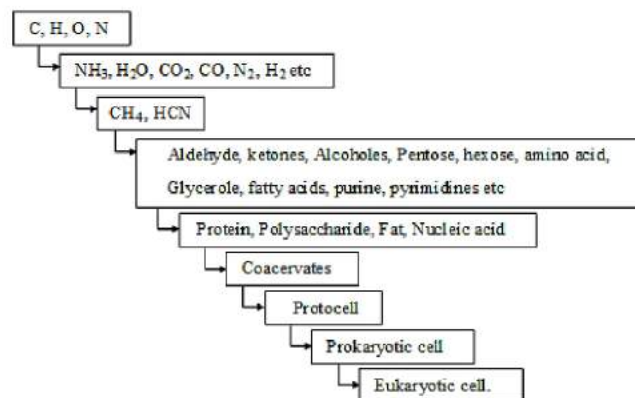 C, H, O, N
NH₃, H₂O, CO₂, CO, N₂, H₂ etc
CH₄, HCN
Aldehyde, ketones, Alcoholes, Pentose, hexose, amino acid,
Glycerole, fatty acids, purine, pyrimidines etc
Protein, Polysaccharide, Fat, Nucleic acid
Coacervates
Protocell
Prokaryotic cell
Eukaryotic cell.